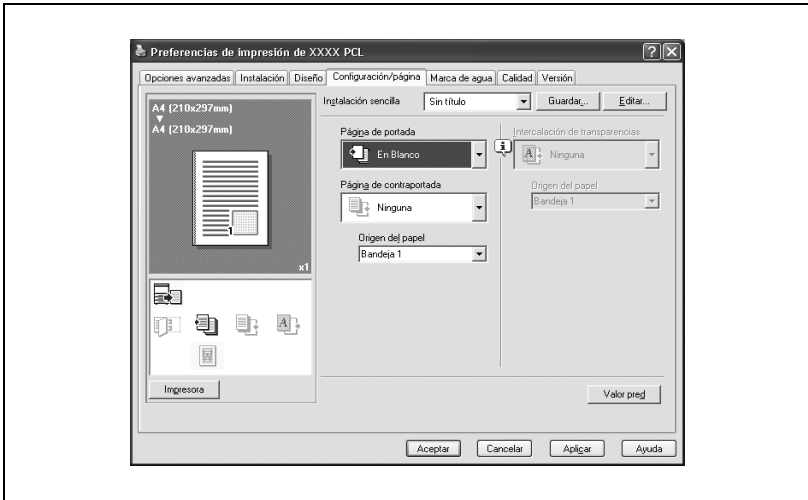 Preferencias de impresión de XXXX PCL
Opciones avanzadas Instalación Diseño Configuración/página Marca de agua Calidad Versión
A4 (210x297mm)
A4 (210x297mm)
1
x1
Impresora
Instalación sencilla Sin título Guardar... Editar...
Página de portada
En Blanco
Página de contraportada
Ninguna
Origen del papel
Bandeja 1
Intercalación de transparencias
Ninguna
Origen del papel
Bandeja 1
Valor pred
Aceptar Cancelar Aplicar Ayuda